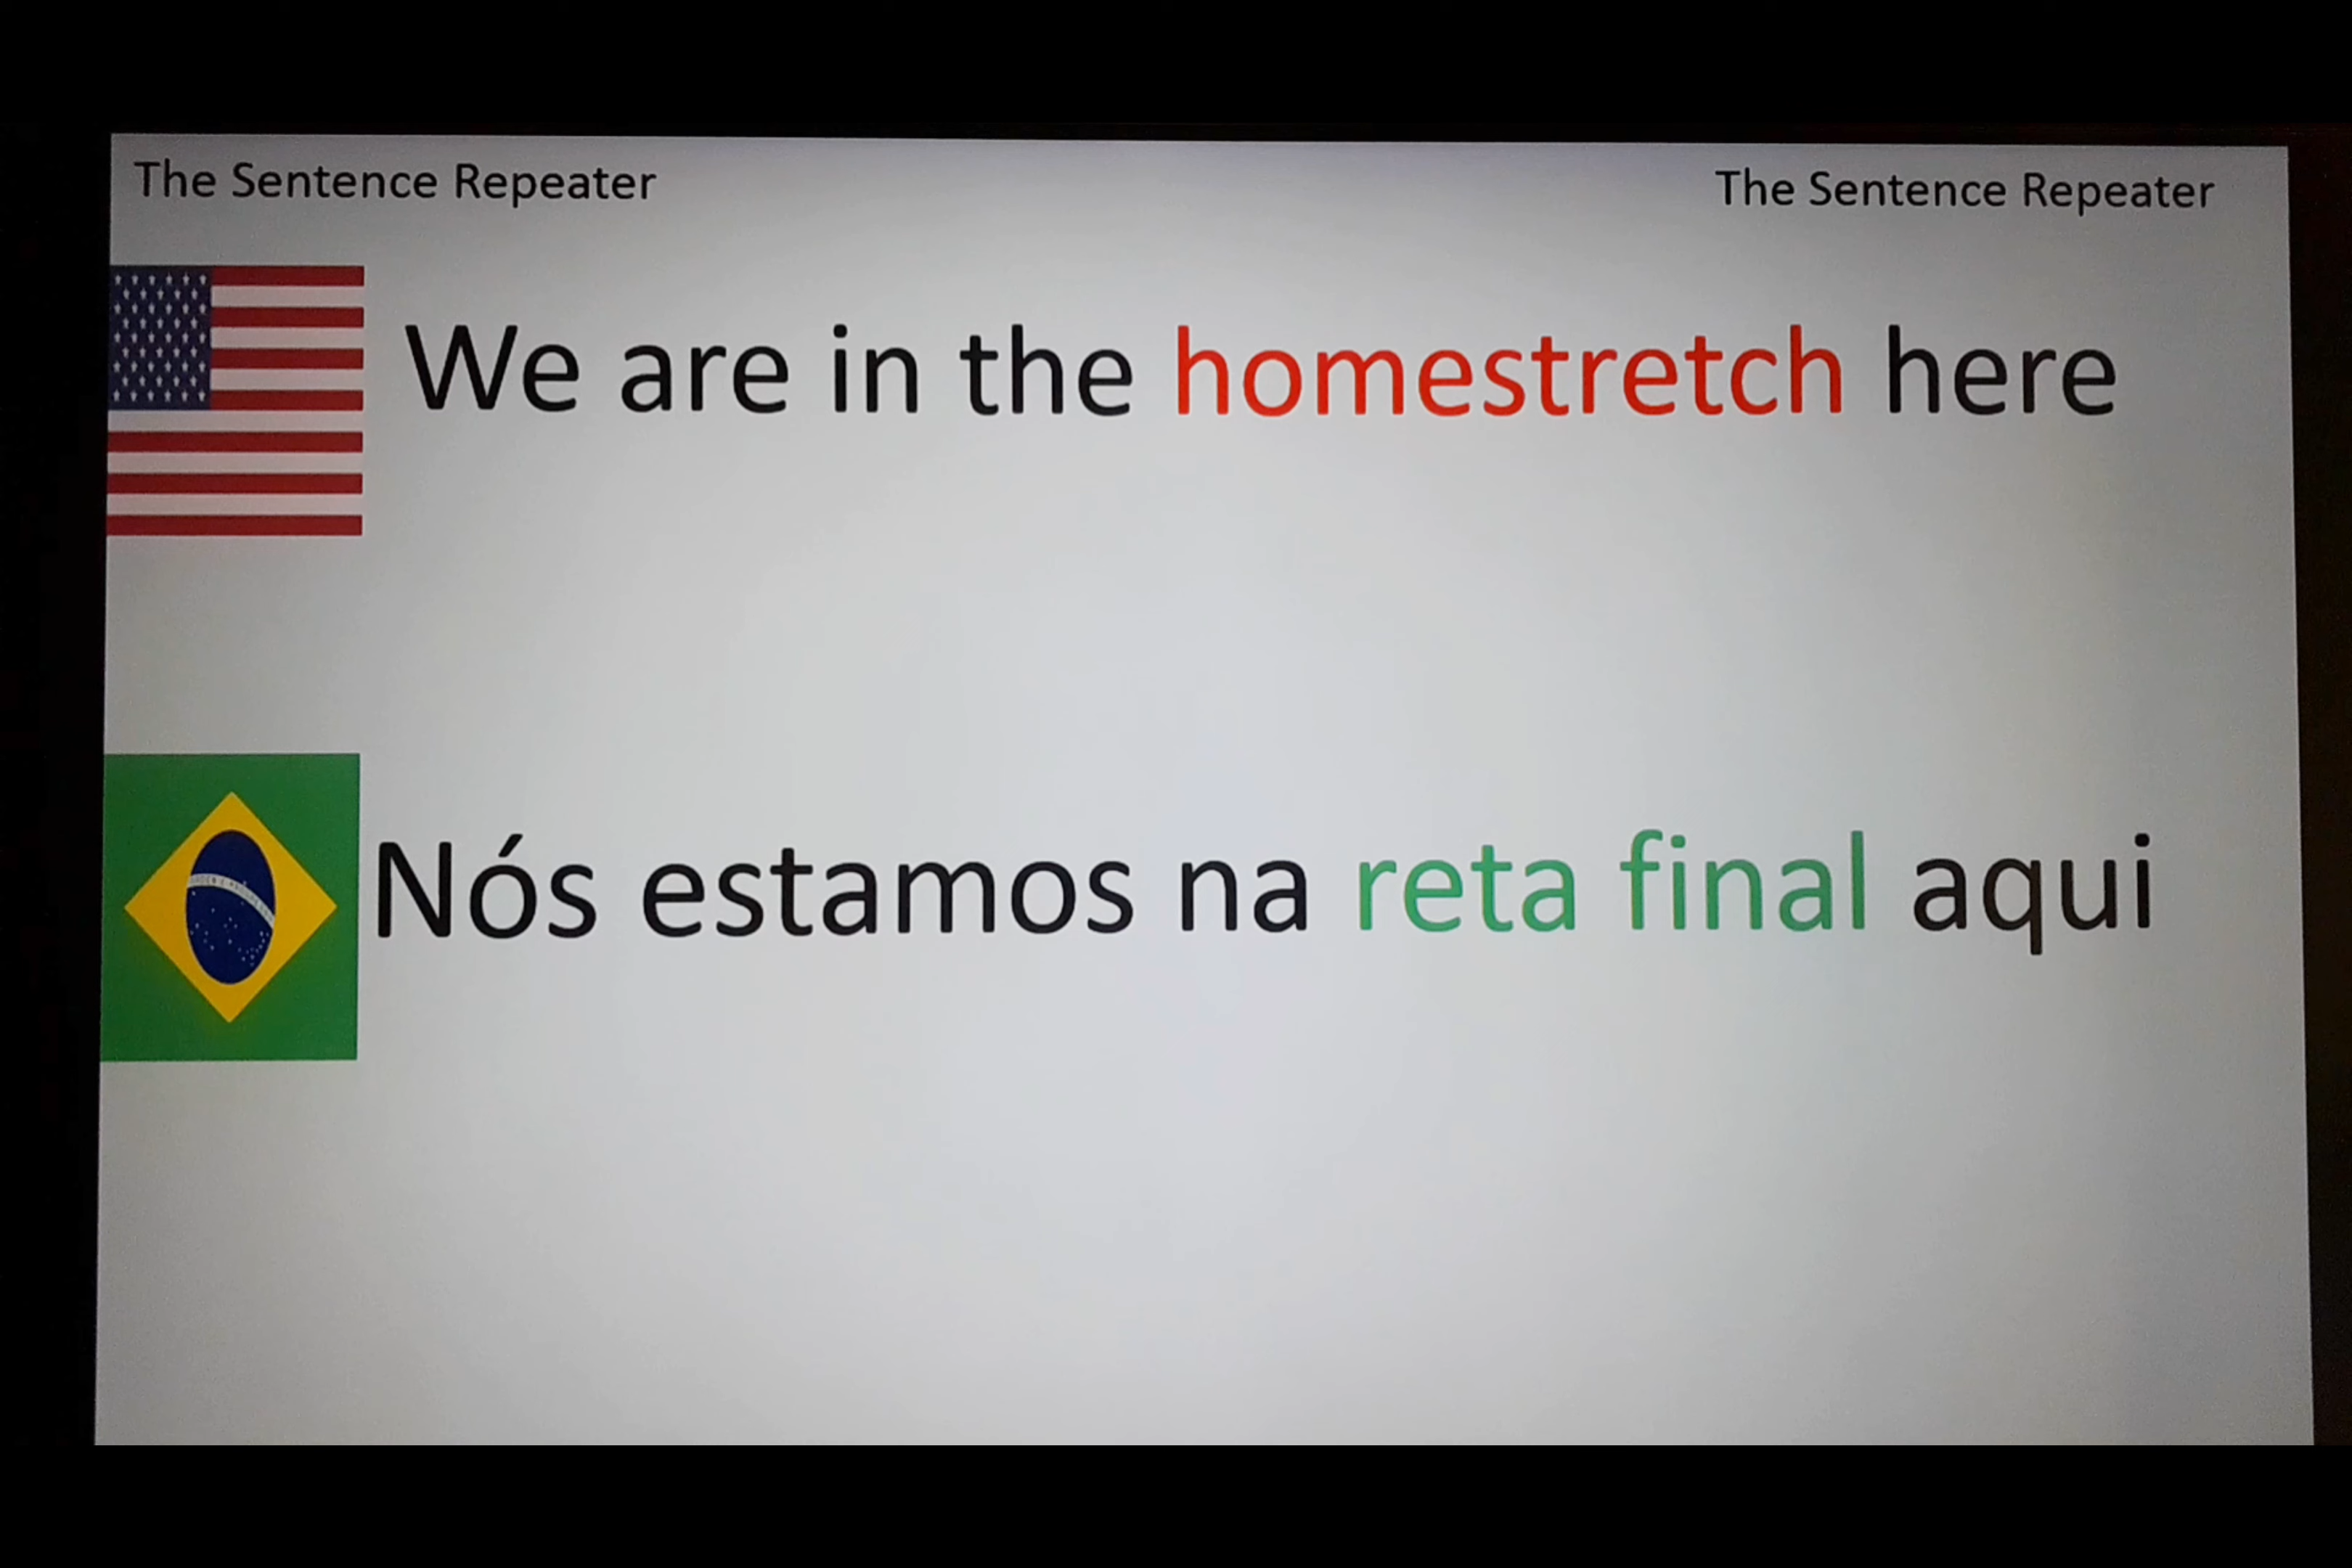 The Sentence Repeater The Sentence Repeater
We are in the homestretch here
Nós estamos na reta final aqui